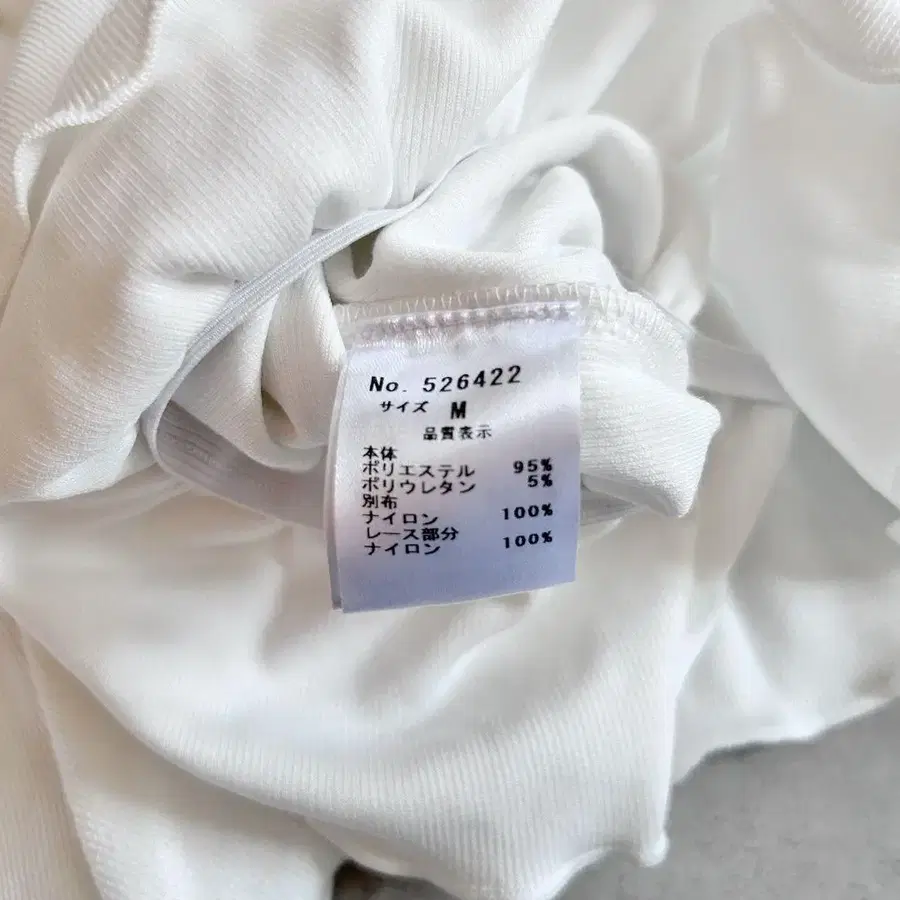 No. 526422
サイズ M
品質表示
本体
ポリエステル 95%
ポリウレタン 5%
別布
ナイロン 100%
レース部分
ナイロン 100%